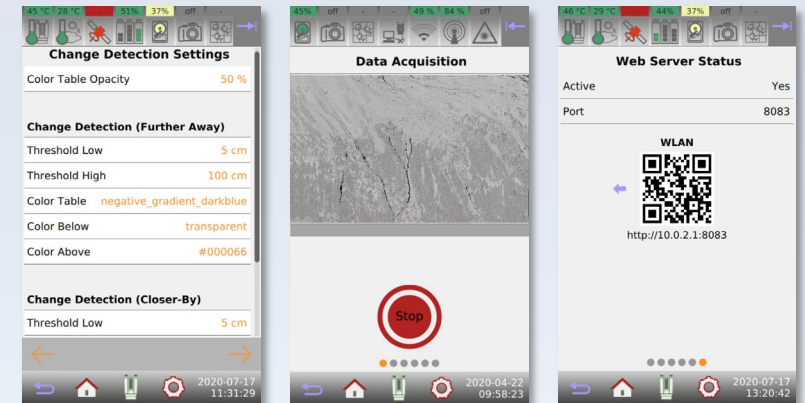 45 °C 28 °C - 51% 37% off -
Change Detection Settings
Color Table Opacity 50 %
Change Detection (Further Away)
Threshold Low 5 cm
Threshold High 100 cm
Color Table negative_gradient_darkblue
Color Below transparent
Color Above #000066
Change Detection (Closer-By)
Threshold Low 5 cm
2020-07-17
11:31:29
45% off - - 49 % 84 % off
Data Acquisition
Stop
2020-04-22
09:58:23
46 °C 29 °C - 44% 37% off -
Web Server Status
Active Yes
Port 8083
WLAN
http://10.0.2.1:8083
2020-07-17
13:20:42